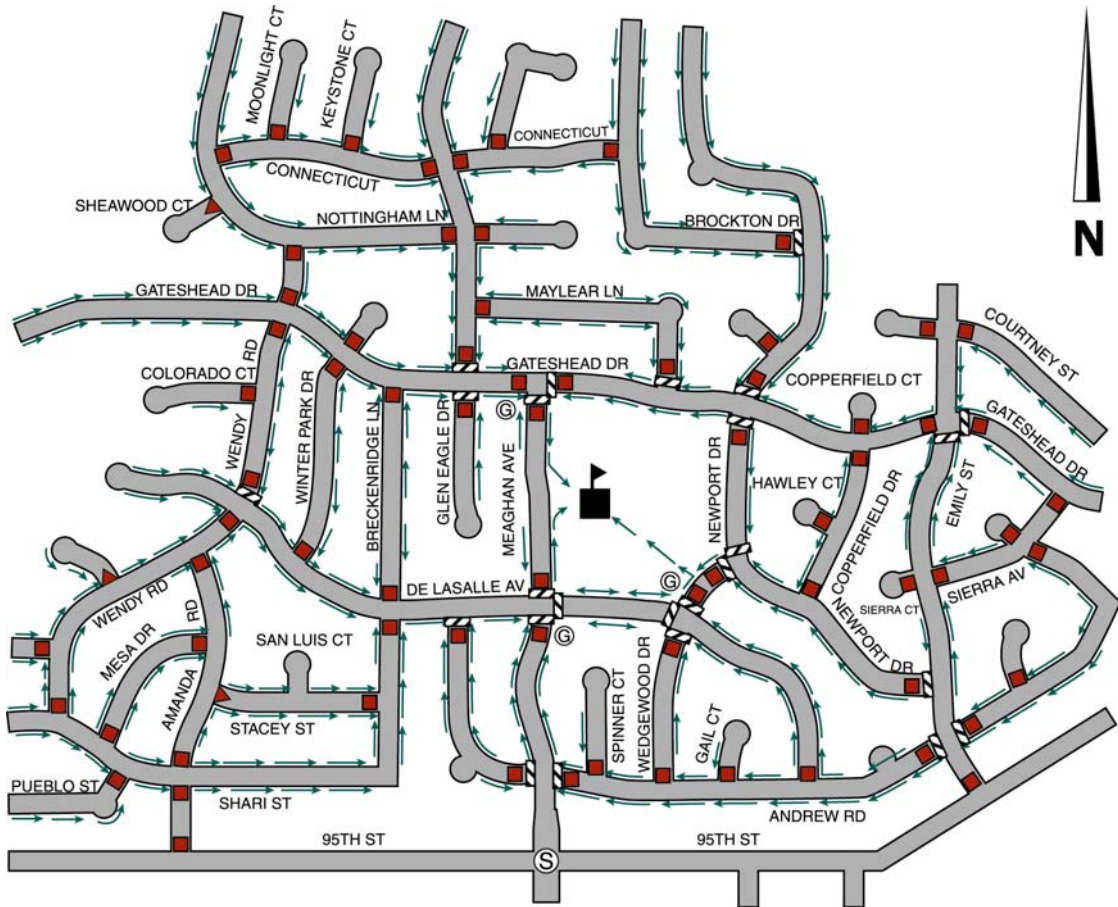 MOONLIGHT CT
KEYSTONE CT
CONNECTICUT
CONNECTICUT
SHEAWOOD CT
NOTTINGHAM LN
BROCKTON DR
N
GATESHEAD DR
MAYLEAR LN
COURTNEY ST
COLORADO CT
WENDY RD
WINTER PARK DR
BRECKENRIDGE LN
GLEN EAGLE DR
GATESHEAD DR
G
MEAGHAN AVE
COPPERFIELD CT
GATESHEAD DR
NEWPORT DR
HAWLEY CT
COPPERFIELD DR
EMILY ST
DE LASALLE AV
G
WENDY RD
MESA DR
AMANDA RD
SAN LUIS CT
G
NEWPORT DR
SIERRA CT
SIERRA AV
STACEY ST
SPINNER CT
WEDGEWOOD DR
GAIL CT
PUEBLO ST
SHARI ST
ANDREW RD
95TH ST
S
95TH ST